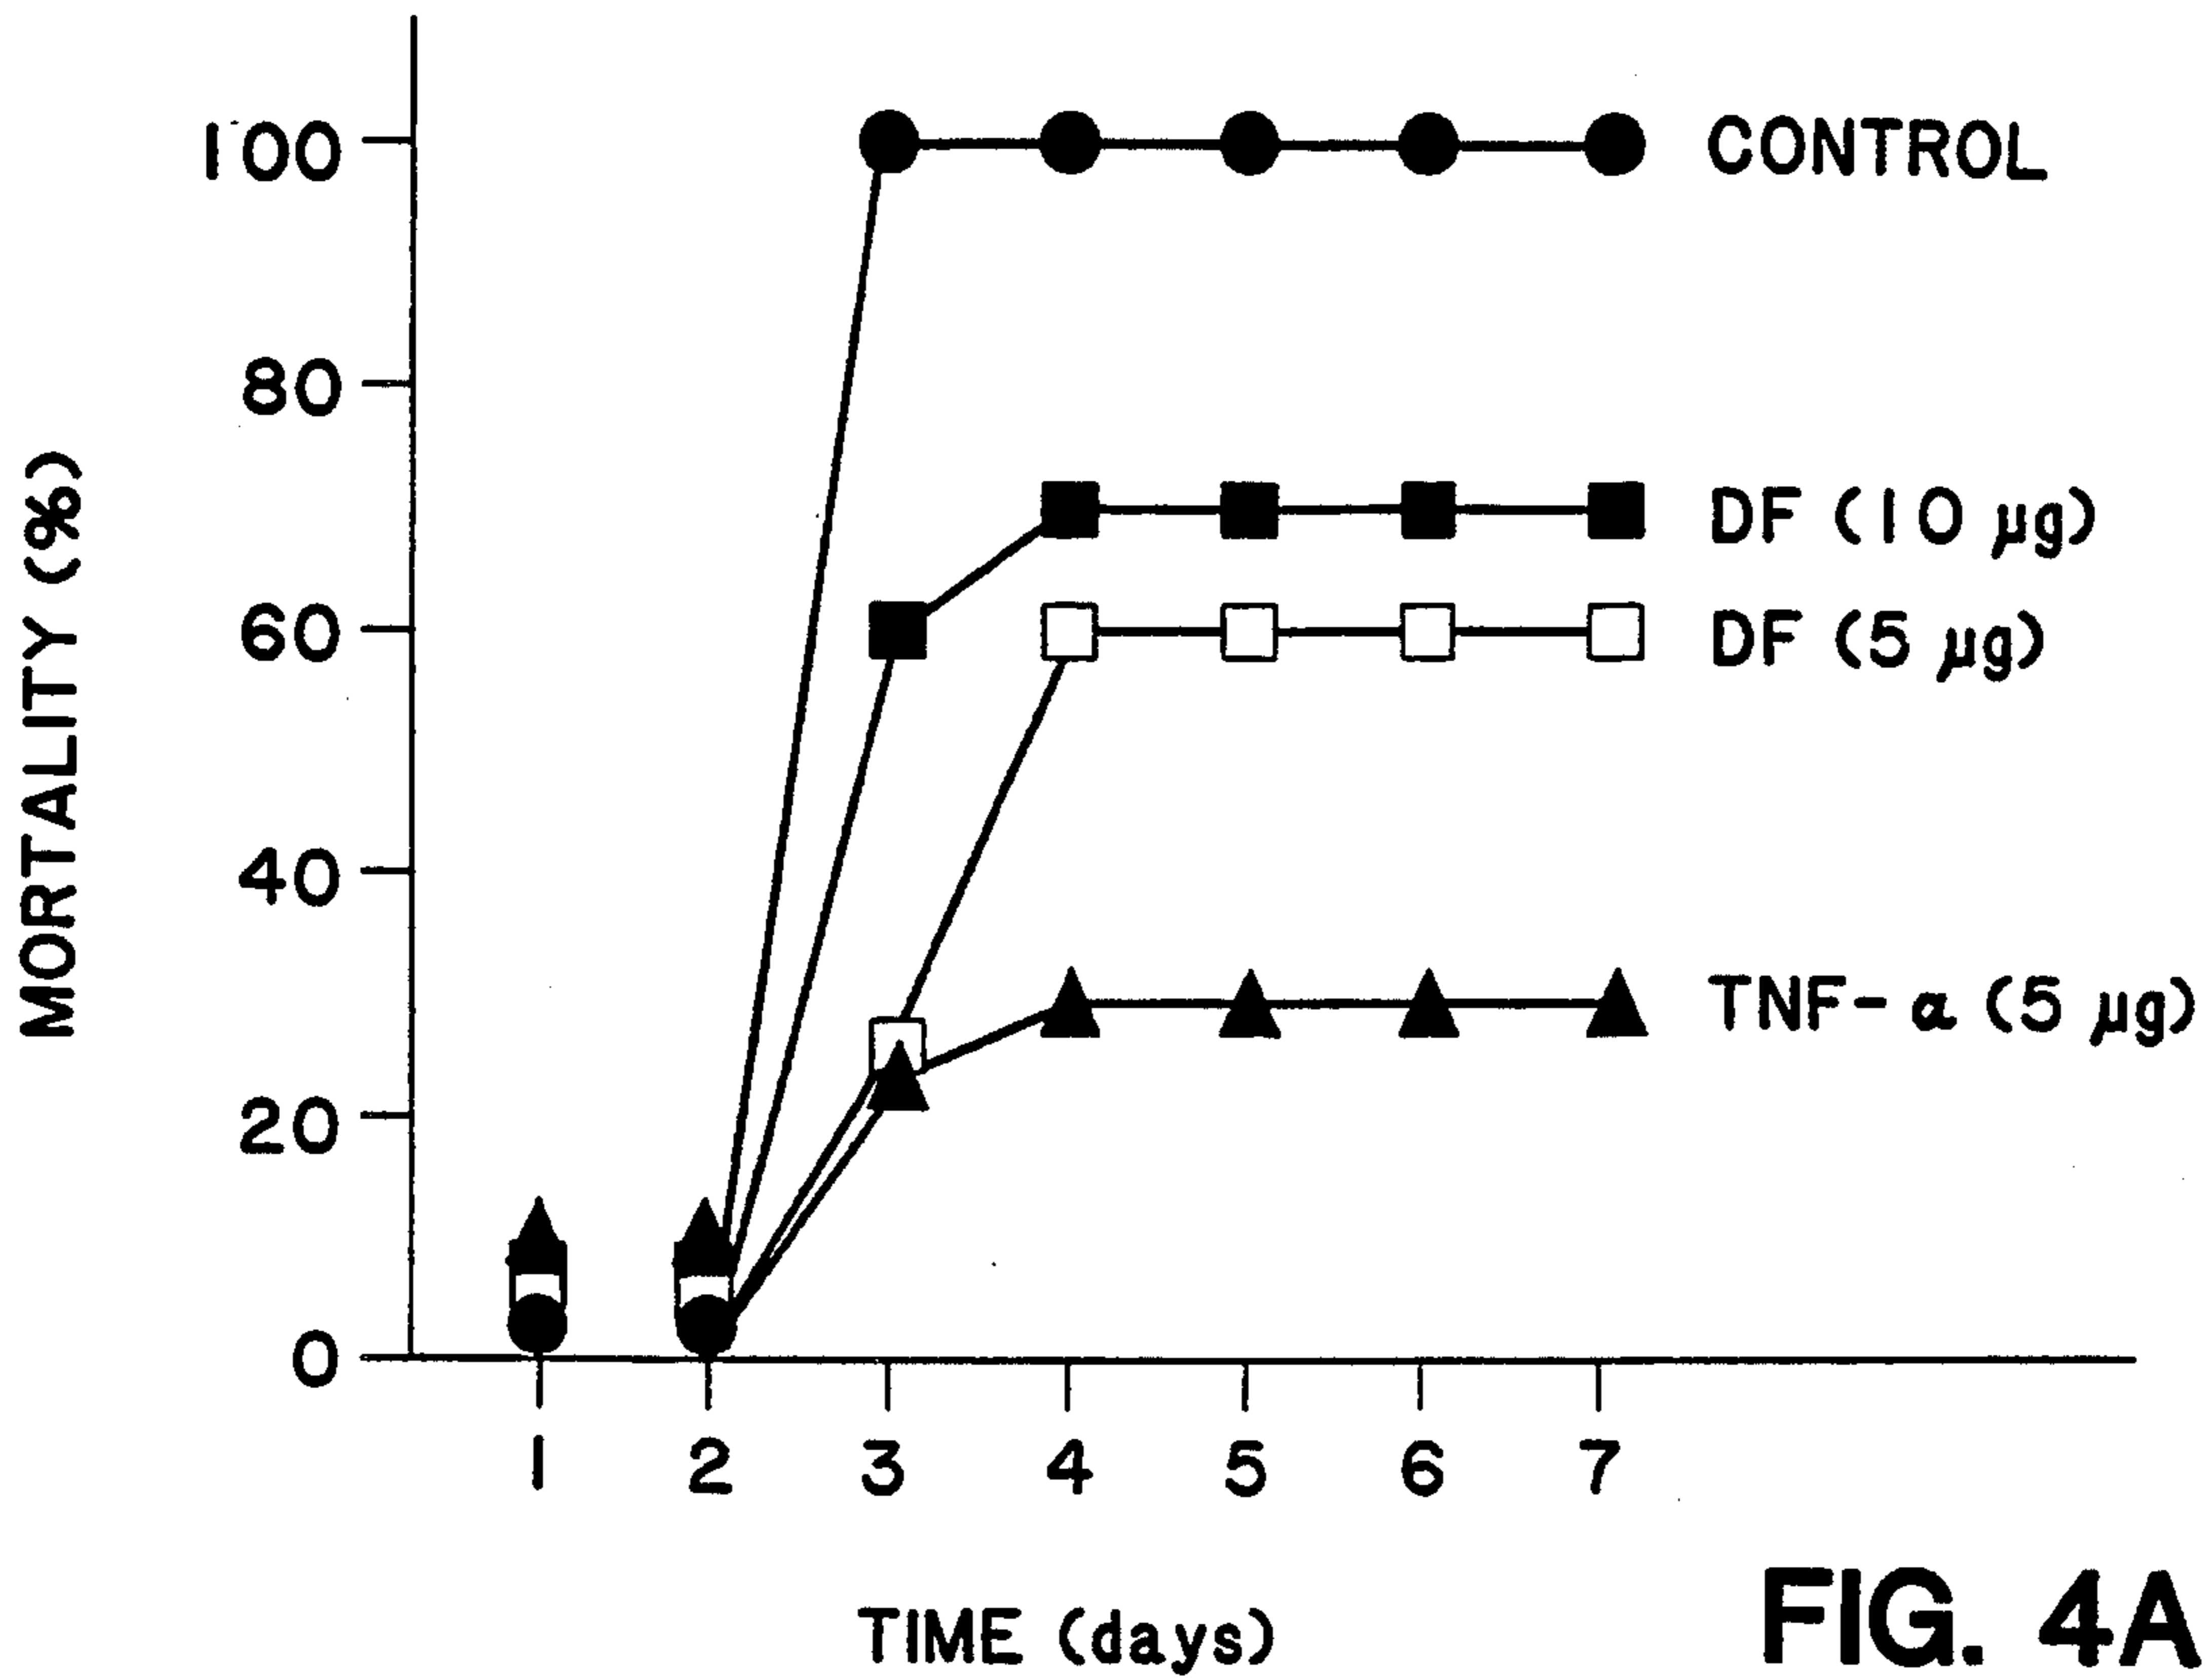 100
CONTROL
80
DF (10 µg)
60
DF (5 µg)
MORTALITY (%)
40
TNF-α (5 µg)
20
0
1 2 3 4 5 6 7
TIME (days)
FIG. 4A